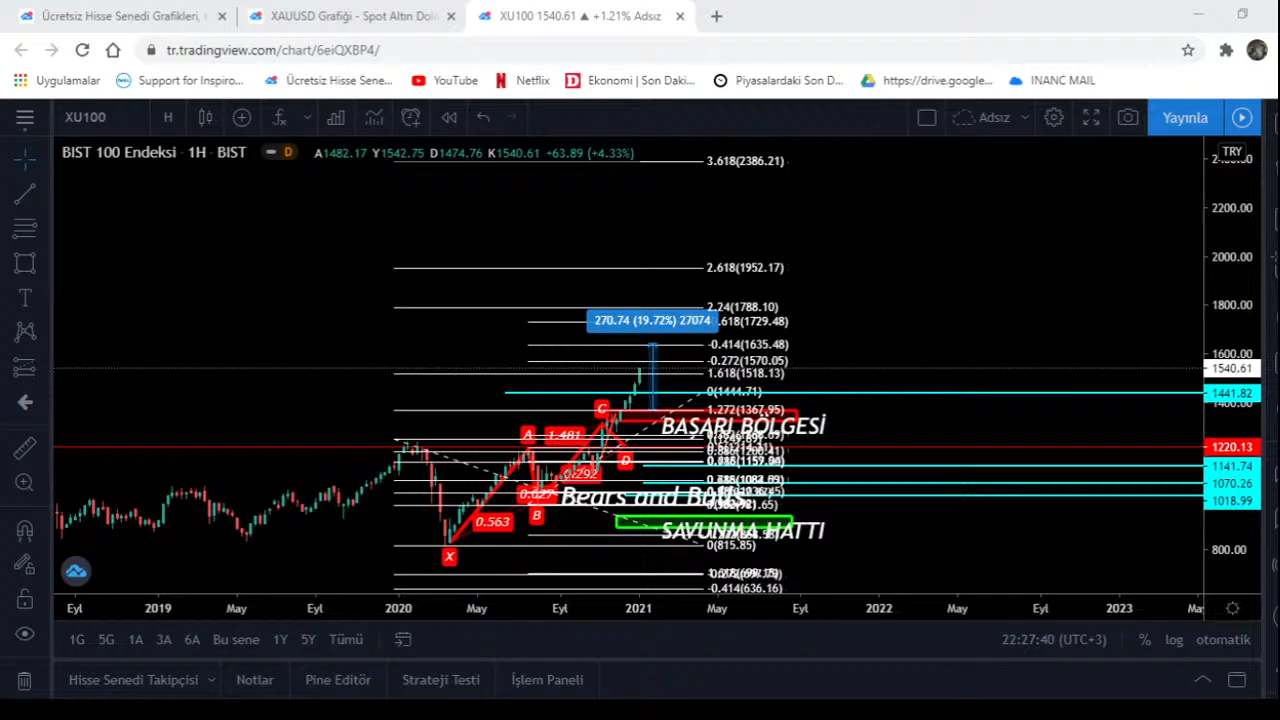 Ücretsiz Hisse Senedi Grafikleri, XAUUSD Grafiği - Spot Altın Dol XU100 1540.61 ▲ +1.21% Adsız
tr.tradingview.com/chart/6eiQXBP4/
Uygulamalar Support for Inspiro... Ücretsiz Hisse Sene... YouTube Netflix Ekonomi | Son Daki... Piyasalardaki Son D... https://drive.google... INANC MAIL
XU100 H Adsız Yayınla
BIST 100 Endeksi · 1H · BIST D A1482.17 Y1542.75 D1474.76 K1540.61 +63.89 (+4.33%)
TRY
3.618(2386.21)
2200.00
2000.00
2.618(1952.17)
2.24(1788.10)
1800.00
270.74 (19.72%) 27074
.618(1729.48)
-0.414(1635.48)
1600.00
-0.272(1570.05)
1540.61
1.618(1518.13)
0(1444.71)
1441.82
1400.00
C
1.272(1367.95)
BAŞARI BÖLGESİ
A 1.481
1220.13
D
1141.74
0.292
1070.26
0.627 Bears and
1018.99
B
0.563
SAVUNMA HATTI
X
0(815.85)
800.00
-0.414(636.16)
Eyl 2019 May Eyl 2020 May Eyl 2021 May Eyl 2022 May Eyl 2023
1G 5G 1A 3A 6A Bu sene 1Y 5Y Tümü 22:27:40 (UTC+3) % log otomatik
Hisse Senedi Takipçisi Notlar Pine Editör Strateji Testi İşlem Paneli